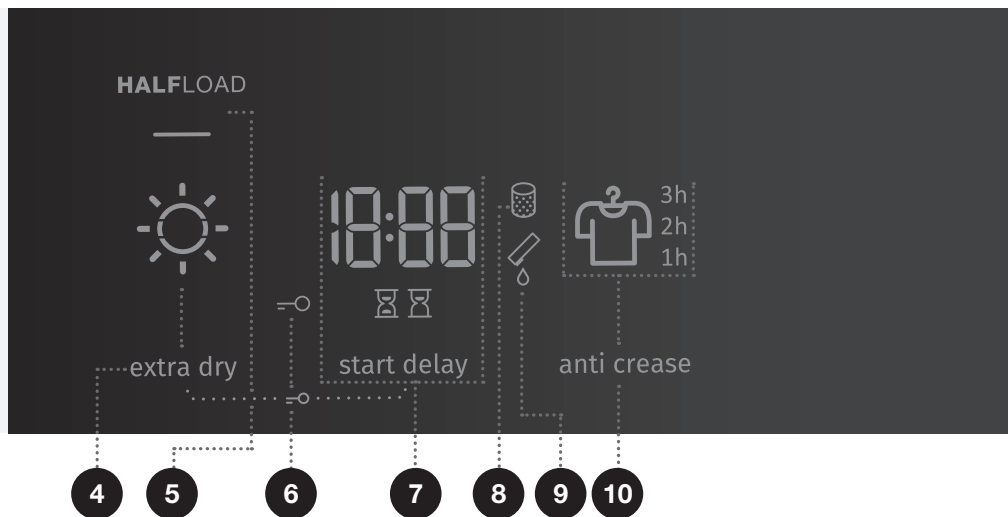 HALFLOAD
18:88
3h
2h
1h
extra dry
start delay
anti crease
4
5
6
7
8
9
10